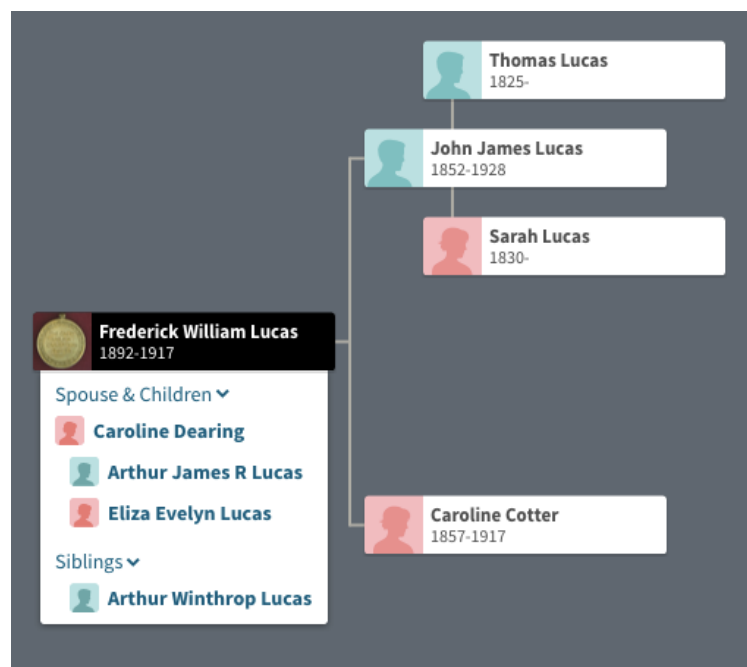 Thomas Lucas
1825-
John James Lucas
1852-1928
Sarah Lucas
1830-
Frederick William Lucas
1892-1917
Spouse & Children
Caroline Dearing
Arthur James R Lucas
Eliza Evelyn Lucas
Siblings
Arthur Winthrop Lucas
Caroline Cotter
1857-1917